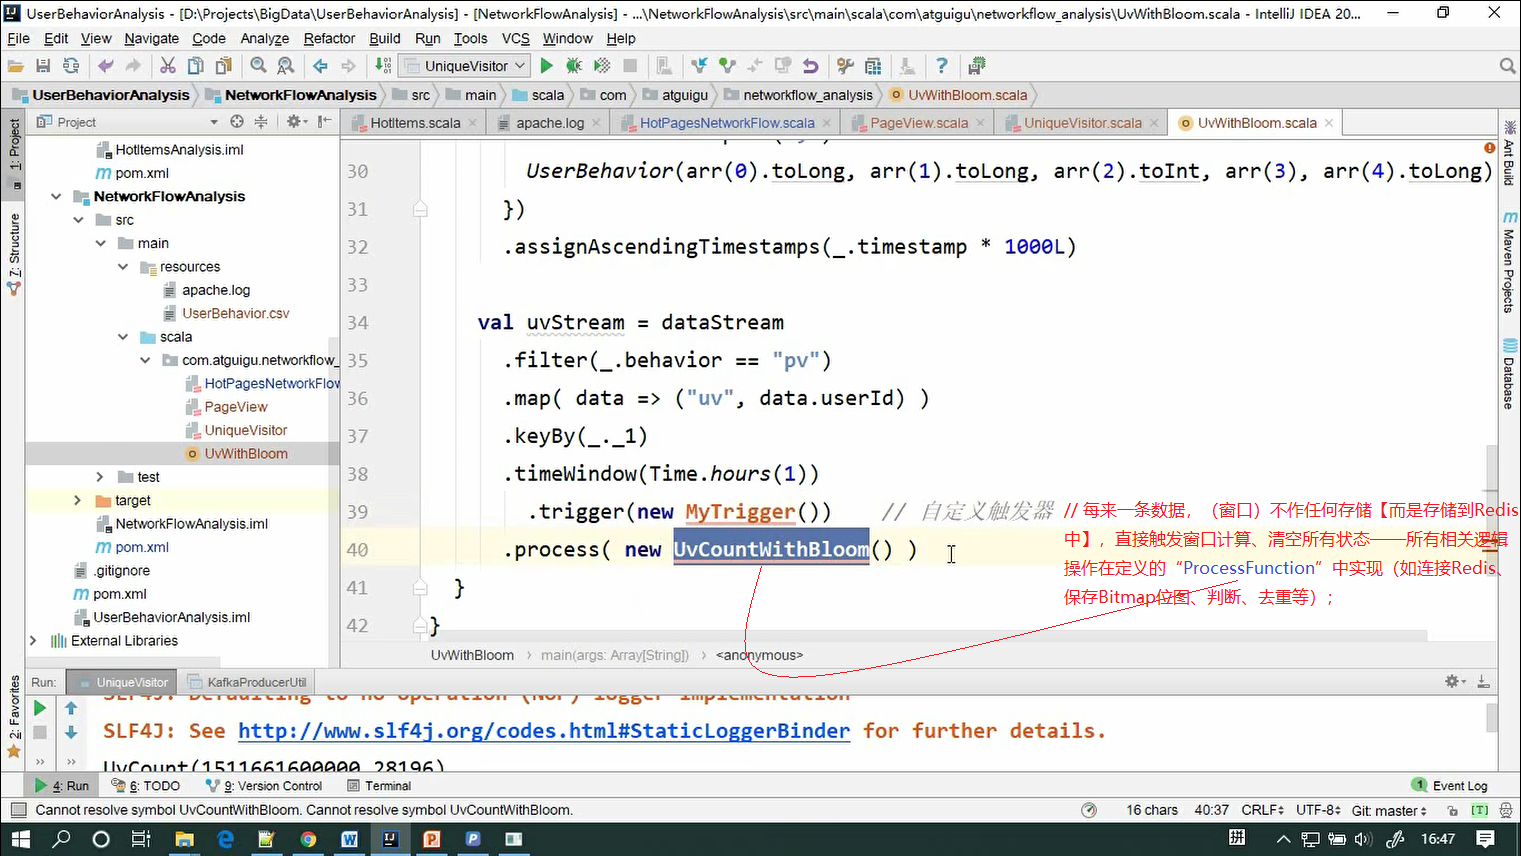 UserBehaviorAnalysis - [D:\Projects\BigData\UserBehaviorAnalysis] - [NetworkFlowAnalysis] - ...\NetworkFlowAnalysis\src\main\scala\com\atguigu\networkflow_analysis\UvWithBloom.scala - IntelliJ IDEA 20...
File Edit View Navigate Code Analyze Refactor Build Run Tools VCS Window Help
UniqueVisitor
UserBehaviorAnalysis NetworkFlowAnalysis src main scala com atguigu networkflow_analysis UvWithBloom.scala
Project
HotItems.scala apache.log HotPagesNetworkFlow.scala PageView.scala UniqueVisitor.scala UvWithBloom.scala
1: Project
7: Structure
2: Favorites
Ant Build
Maven Projects
Database
HotItemsAnalysis.iml
pom.xml
NetworkFlowAnalysis
src
main
resources
apache.log
UserBehavior.csv
scala
com.atguigu.networkflow_
HotPagesNetworkFlow
PageView
UniqueVisitor
UvWithBloom
test
target
NetworkFlowAnalysis.iml
pom.xml
.gitignore
pom.xml
UserBehaviorAnalysis.iml
External Libraries
30 UserBehavior(arr(0).toLong, arr(1).toLong, arr(2).toInt, arr(3), arr(4).toLong)
31 })
32 .assignAscendingTimestamps(_.timestamp * 1000L)
33
34 val uvStream = dataStream
35 .filter(_.behavior == "pv")
36 .map( data => ("uv", data.userId) )
37 .keyBy(_._1)
38 .timeWindow(Time.hours(1))
39 .trigger(new MyTrigger()) // 自定义触发器
40 .process( new UvCountWithBloom() )
41 }
42 }
// 每来一条数据，（窗口）不作任何存储【而是存储到Redis
中】，直接触发窗口计算、清空所有状态——所有相关逻辑
操作在定义的“ProcessFunction”中实现（如连接Redis、
保存Bitmap位图、判断、去重等）；
UvWithBloom main(args: Array[String]) <anonymous>
Run: UniqueVisitor KafkaProducerUtil
SLF4J: Defaulting to no-operation (NOP) logger implementation
SLF4J: See http://www.slf4j.org/codes.html#StaticLoggerBinder for further details.
UvCount(1511661600000,28196)
4: Run 6: TODO 9: Version Control Terminal 1 Event Log
Cannot resolve symbol UvCountWithBloom. Cannot resolve symbol UvCountWithBloom. 16 chars 40:37 CRLF UTF-8 Git: master [T]
拼 16:47